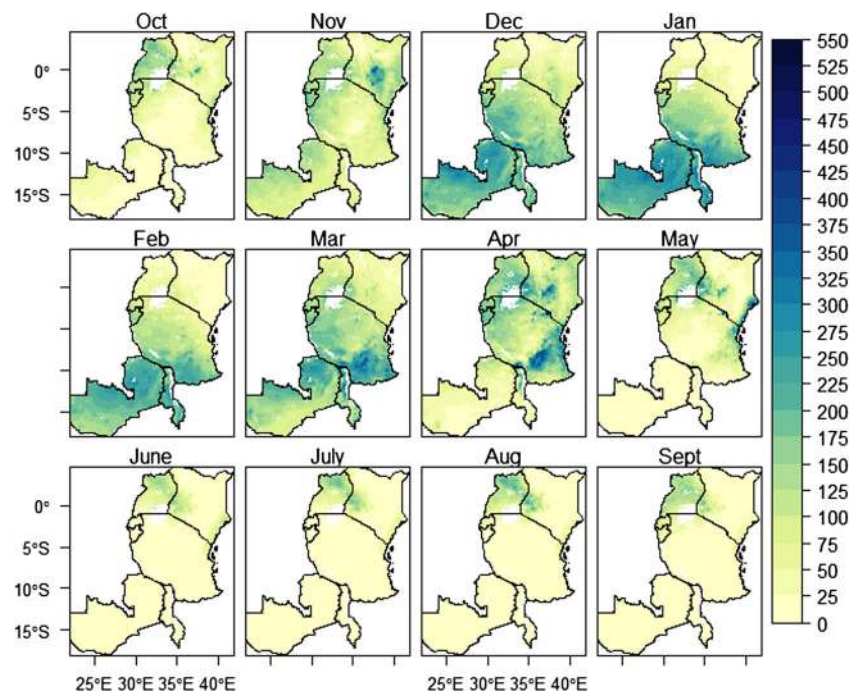 Oct Nov Dec Jan
0°
5°S
10°S
15°S
Feb Mar Apr May
June July Aug Sept
0°
5°S
10°S
15°S
25°E 30°E 35°E 40°E 25°E 30°E 35°E 40°E
550
525
500
475
450
425
400
375
350
325
300
275
250
225
200
175
150
125
100
75
50
25
0